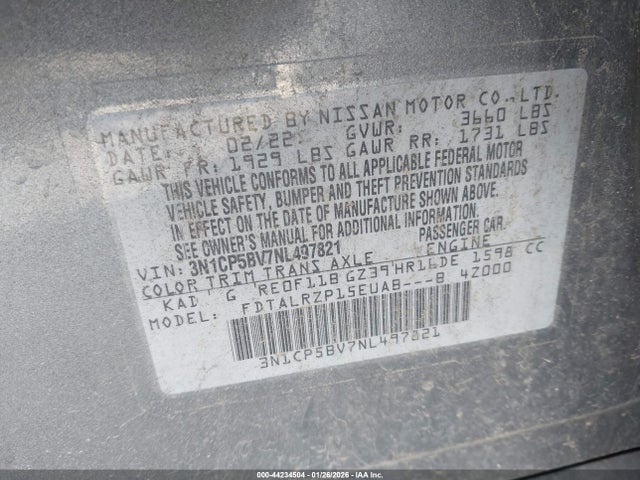 MANUFACTURED BY NISSAN MOTOR CO., LTD.
DATE: 02/22 GVWR: 3660 LBS
GAWR FR: 1929 LBS GAWR RR: 1731 LBS
THIS VEHICLE CONFORMS TO ALL APPLICABLE FEDERAL MOTOR
VEHICLE SAFETY, BUMPER AND THEFT PREVENTION STANDARDS
IN EFFECT ON THE DATE OF MANUFACTURE SHOWN ABOVE.
SEE OWNER'S MANUAL FOR ADDITIONAL INFORMATION.
VIN: 3N1CP5BV7NL497821 PASSENGER CAR.
COLOR TRIM TRANS AXLE ENGINE
KAD G RE0F11B GZ39 HR16DE 1598 CC
MODEL: FDTALRZP15EUAB---B 4Z000
3N1CP5BV7NL497821
000-44234504 | 01/26/2026 | IAA Inc.